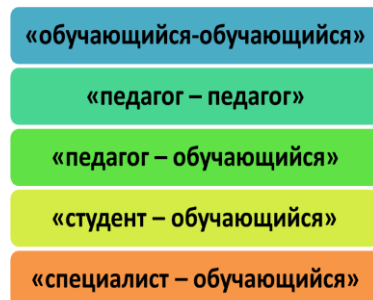 «обучающийся-обучающийся»
«педагог – педагог»
«педагог – обучающийся»
«студент – обучающийся»
«специалист – обучающийся»